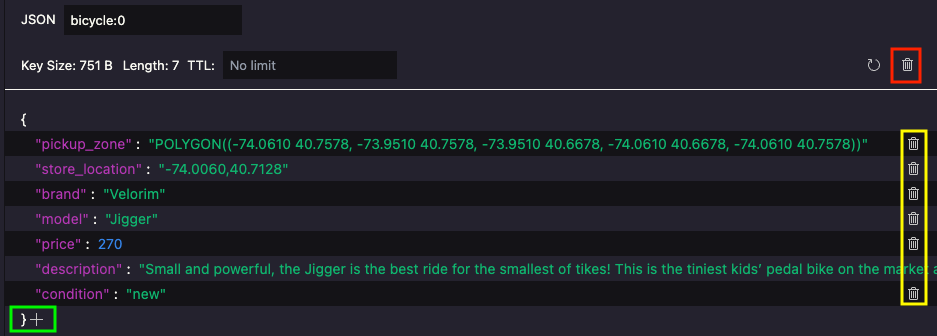 JSON bicycle:0
Key Size: 751 B Length: 7 TTL: No limit
{
"pickup_zone" : "POLYGON((-74.0610 40.7578, -73.9510 40.7578, -73.9510 40.6678, -74.0610 40.6678, -74.0610 40.7578))"
"store_location" : "-74.0060,40.7128"
"brand" : "Velorim"
"model" : "Jigger"
"price" : 270
"description" : "Small and powerful, the Jigger is the best ride for the smallest of tikes! This is the tiniest kids’ pedal bike on the market a
"condition" : "new"
} +